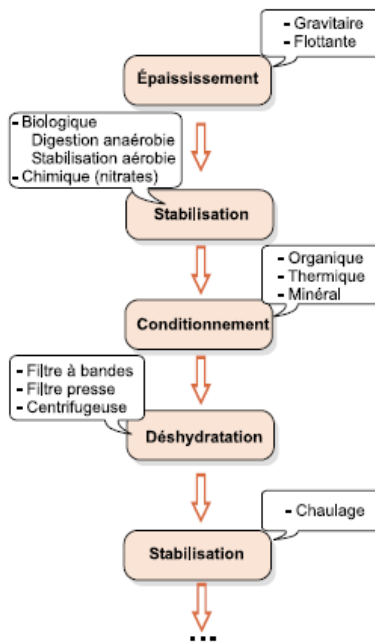 - Gravitaire
- Flottante
Épaississement
- Biologique
Digestion anaérobie
Stabilisation aérobie
- Chimique (nitrates)
Stabilisation
- Organique
- Thermique
- Minéral
Conditionnement
- Filtre à bandes
- Filtre presse
- Centrifugeuse
Déshydratation
- Chaulage
Stabilisation
...